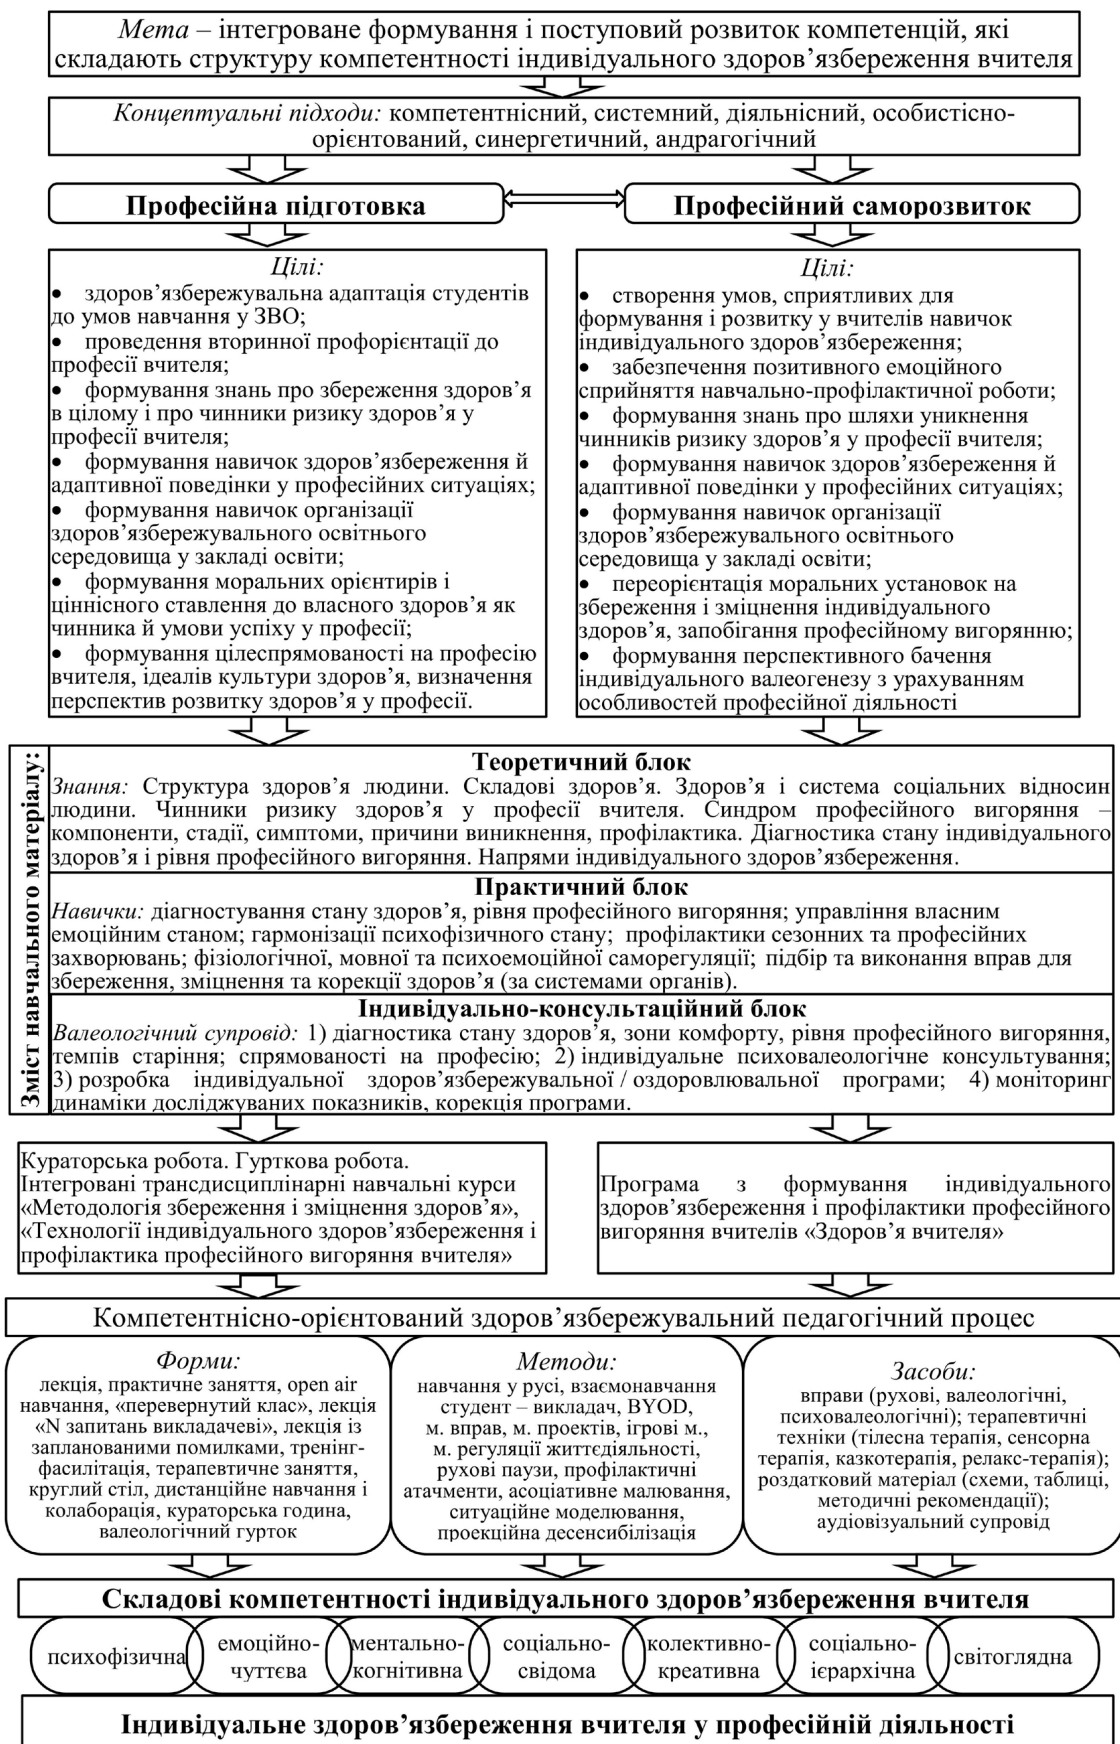 Мета – інтегроване формування і поступовий розвиток компетенцій, які
складають структуру компетентності індивідуального здоров’язбереження вчителя
Концептуальні підходи: компетентнісний, системний, діяльнісний, особистісно-
орієнтований, синергетичний, андрагогічний
Професійна підготовка
Професійний саморозвиток
Цілі:
• здоров’язбережувальна адаптація студентів
до умов навчання у ЗВО;
• проведення вторинної профорієнтації до
професії вчителя;
• формування знань про збереження здоров’я
в цілому і про чинники ризику здоров’я у
професії вчителя;
• формування навичок здоров’язбереження й
адаптивної поведінки у професійних ситуаціях;
• формування навичок організації
здоров’язбережувального освітнього
середовища у закладі освіти;
• формування моральних орієнтирів і
ціннісного ставлення до власного здоров’я як
чинника й умови успіху у професії;
• формування цілеспрямованості на професію
вчителя, ідеалів культури здоров’я, визначення
перспектив розвитку здоров’я у професії.
Цілі:
• створення умов, сприятливих для
формування і розвитку у вчителів навичок
індивідуального здоров’язбереження;
• забезпечення позитивного емоційного
сприйняття навчально-профілактичної роботи;
• формування знань про шляхи уникнення
чинників ризику здоров’я у професії вчителя;
• формування навичок здоров’язбереження й
адаптивної поведінки у професійних ситуаціях;
• формування навичок організації
здоров’язбережувального освітнього
середовища у закладі освіти;
• переорієнтація моральних установок на
збереження і зміцнення індивідуального
здоров’я, запобігання професійному вигорянню;
• формування перспективного бачення
індивідуального валеогенезу з урахуванням
особливостей професійної діяльності
Зміст навчального матеріалу:
Теоретичний блок
Знання: Структура здоров’я людини. Складові здоров’я. Здоров’я і система соціальних відносин
людини. Чинники ризику здоров’я у професії вчителя. Синдром професійного вигоряння –
компоненти, стадії, симптоми, причини виникнення, профілактика. Діагностика стану індивідуального
здоров’я і рівня професійного вигоряння. Напрями індивідуального здоров’язбереження.
Практичний блок
Навички: діагностування стану здоров’я, рівня професійного вигоряння; управління власним
емоційним станом; гармонізації психофізичного стану; профілактики сезонних та професійних
захворювань; фізіологічної, мовної та психоемоційної саморегуляції; підбір та виконання вправ для
збереження, зміцнення та корекції здоров’я (за системами органів).
Індивідуально-консультаційний блок
Валеологічний супровід: 1) діагностика стану здоров’я, зони комфорту, рівня професійного вигоряння,
темпів старіння; спрямованості на професію; 2) індивідуальне психовалеологічне консультування;
3) розробка індивідуальної здоров’язбережувальної / оздоровлювальної програми; 4) моніторинг
динаміки досліджуваних показників, корекція програми.
Кураторська робота. Гурткова робота.
Інтегровані трансдисциплінарні навчальні курси
«Методологія збереження і зміцнення здоров’я»,
«Технології індивідуального здоров’язбереження і
профілактика професійного вигоряння вчителя»
Програма з формування індивідуального
здоров’язбереження і профілактики професійного
вигоряння вчителів «Здоров’я вчителя»
Компетентнісно-орієнтований здоров’язбережувальний педагогічний процес
Форми:
лекція, практичне заняття, open air
навчання, «перевернутий клас», лекція
«N запитань викладачеві», лекція із
запланованими помилками, тренінг-
фасилітація, терапевтичне заняття,
круглий стіл, дистанційне навчання і
колаборація, кураторська година,
валеологічний гурток
Методи:
навчання у русі, взаємонавчання
студент – викладач, BYOD,
м. вправ, м. проектів, ігрові м.,
м. регуляції життєдіяльності,
рухові паузи, профілактичні
атачменти, асоціативне малювання,
ситуаційне моделювання,
проекційна десенсибілізація
Засоби:
вправи (рухові, валеологічні,
психовалеологічні); терапевтичні
техніки (тілесна терапія, сенсорна
терапія, казкотерапія, релакс-терапія);
роздатковий матеріал (схеми, таблиці,
методичні рекомендації);
аудіовізуальний супровід
Складові компетентності індивідуального здоров’язбереження вчителя
психофізична
емоційно-
чуттєва
ментально-
когнітивна
соціально-
свідома
колективно-
креативна
соціально-
ієрархічна
світоглядна
Індивідуальне здоров’язбереження вчителя у професійній діяльності